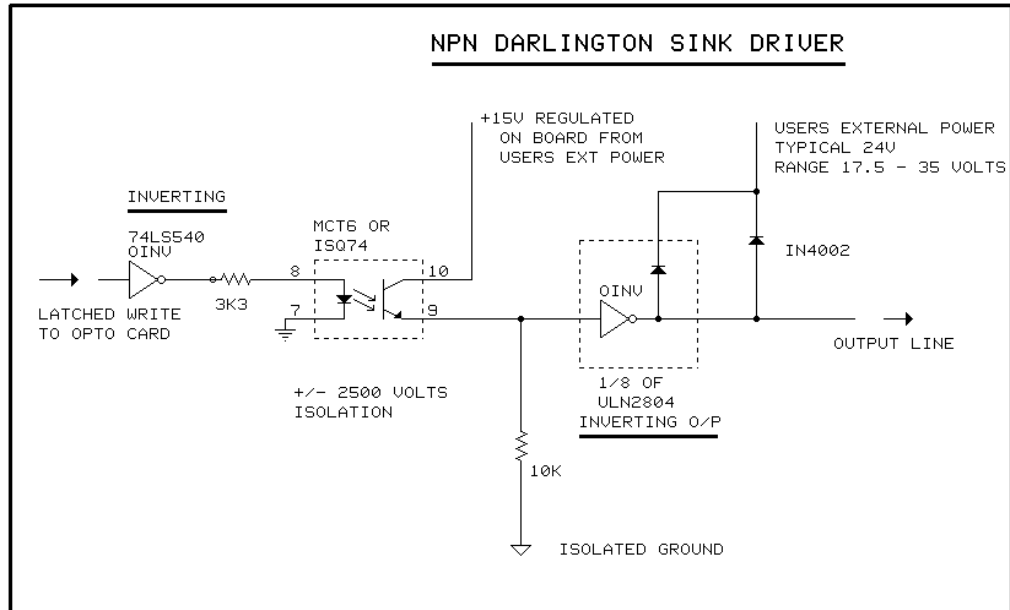 NPN DARLINGTON SINK DRIVER
+15V REGULATED
ON BOARD FROM
USERS EXT POWER
USERS EXTERNAL POWER
TYPICAL 24V
RANGE 17.5 - 35 VOLTS
INVERTING
74LS540
OINV
MCT6 OR
ISQ74
8
10
3K3
7
9
LATCHED WRITE
TO OPTO CARD
+/- 2500 VOLTS
ISOLATION
OINV
IN4002
OUTPUT LINE
1/8 OF
ULN2804
INVERTING O/P
10K
ISOLATED GROUND